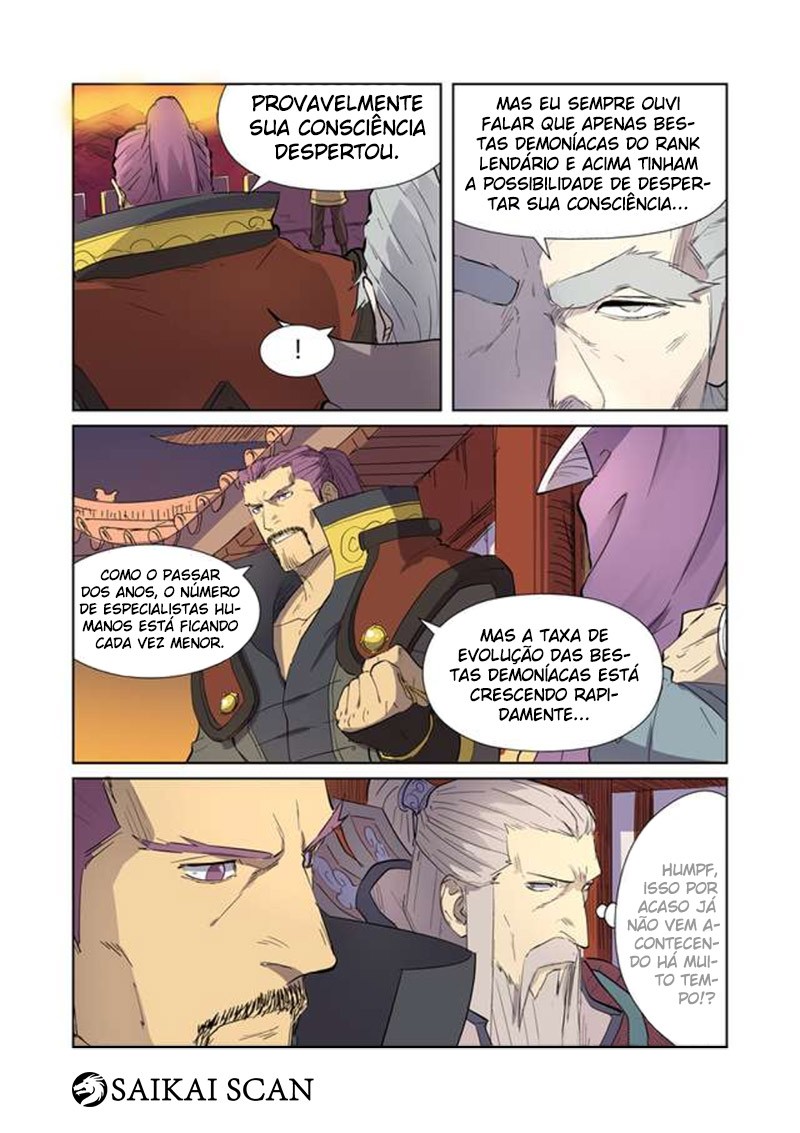 PROVAVELMENTE
SUA CONSCIÊNCIA
DESPERTOU.
!
MAS EU SEMPRE OUVI
FALAR QUE APENAS BES-
TAS DEMONÍACAS DO RANK
LENDÁRIO E ACIMA TINHAM
A POSSIBILIDADE DE DESPER-
TAR SUA CONSCIÊNCIA...
COMO O PASSAR
DOS ANOS, O NÚMERO
DE ESPECIALISTAS HU-
MANOS ESTÁ FICANDO
CADA VEZ MENOR.
MAS A TAXA DE
EVOLUÇÃO DAS BES-
TAS DEMONÍACAS ESTÁ
CRESCENDO RAPI-
DAMENTE...
HUMPF,
ISSO POR
ACASO JÁ
NÃO VEM A-
CONTECEN-
DO HÁ MUI-
TO TEM-
PO!?
SAIKAI SCAN